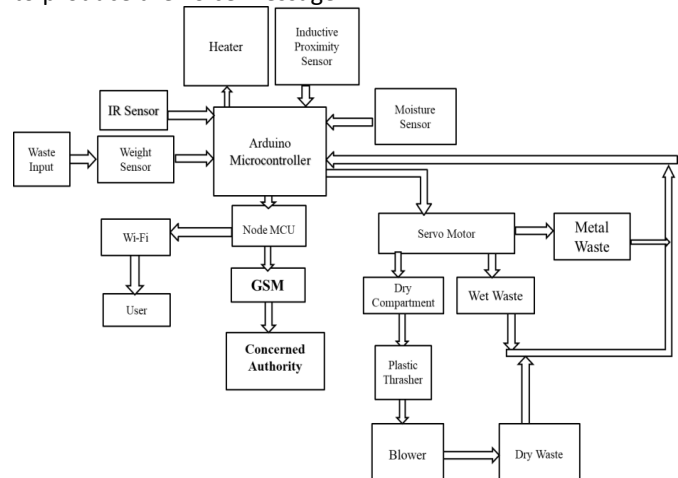 Heater
Inductive
Proximity
Sensor
IR Sensor
Moisture
Sensor
Arduino
Microcontroller
Waste
Input
Weight
Sensor
Node MCU
Wi-Fi
Servo Motor
Metal
Waste
GSM
Dry
Compartment
Wet Waste
User
Concerned
Authority
Plastic
Thrasher
Blower
Dry Waste